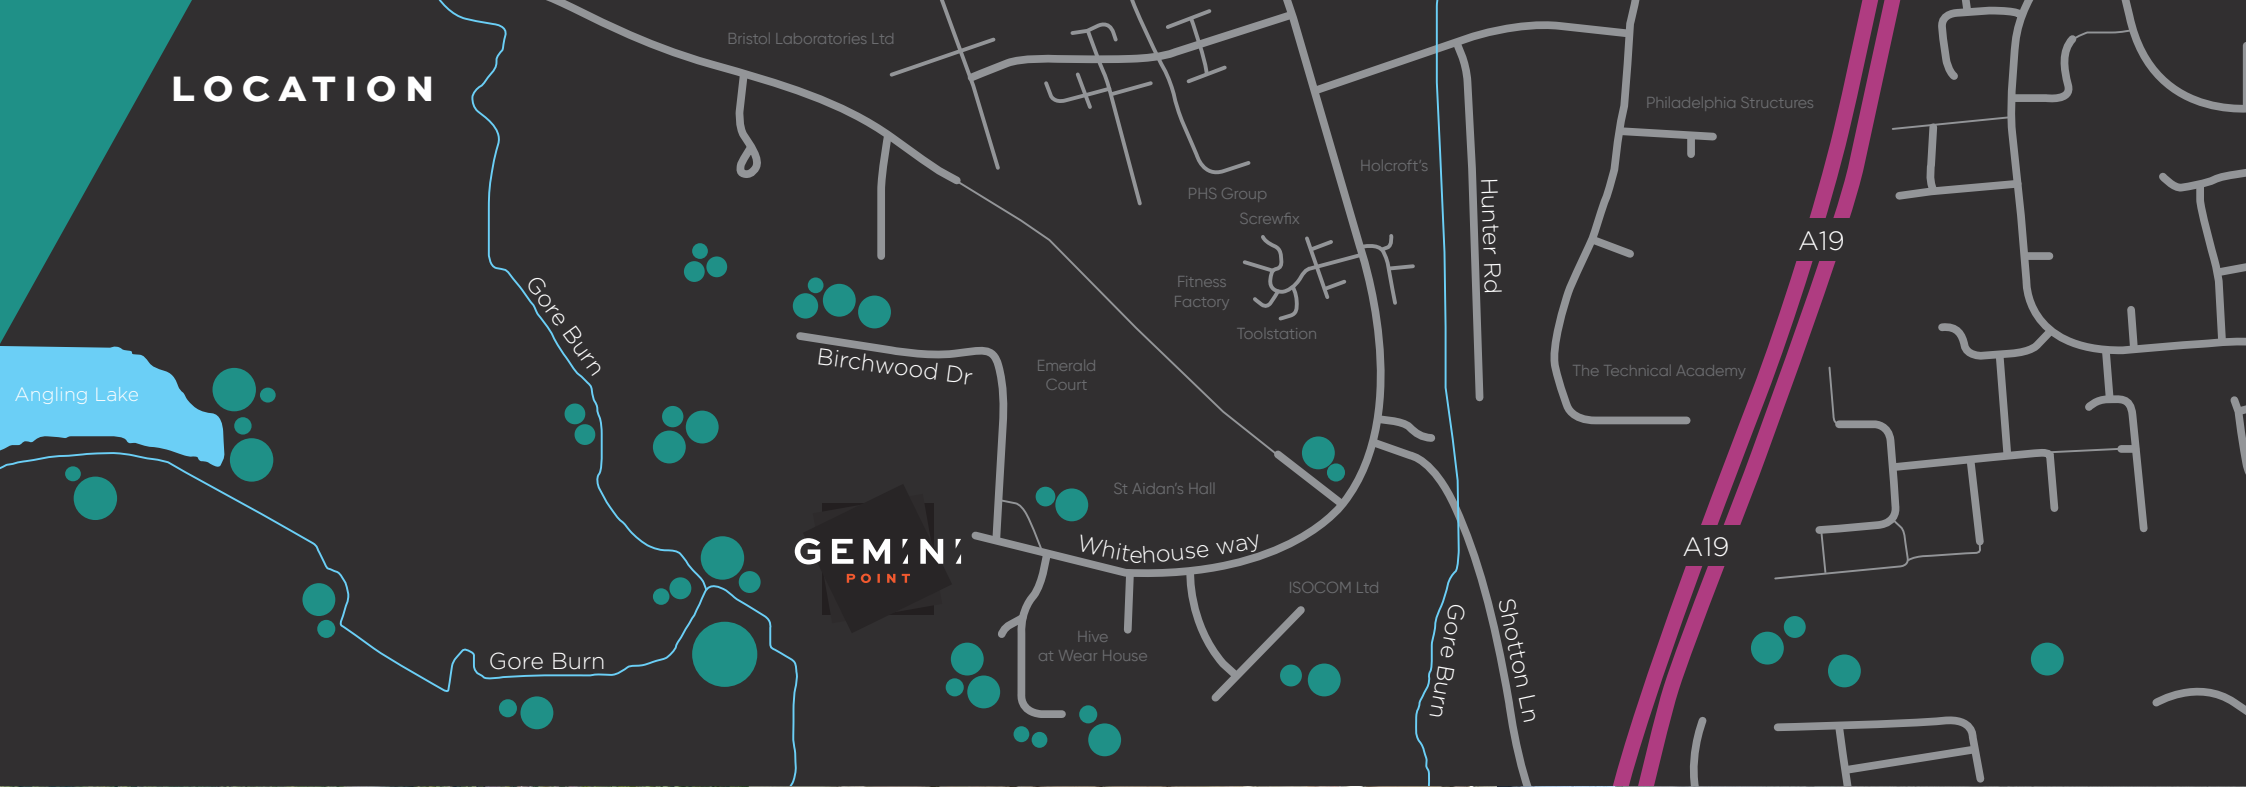 LOCATION
Bristol Laboratories Ltd
Philadelphia Structures
Holcroft's
PHS Group
Screwfix
Hunter Rd
A19
Fitness
Factory
Toolstation
Gore Burn
Birchwood Dr
Emerald
Court
The Technical Academy
Angling Lake
St Aidan's Hall
GEMINI
POINT
Whitehouse way
A19
ISOCOM Ltd
Hive
at Wear House
Gore Burn
Gore Burn
Shotton Ln